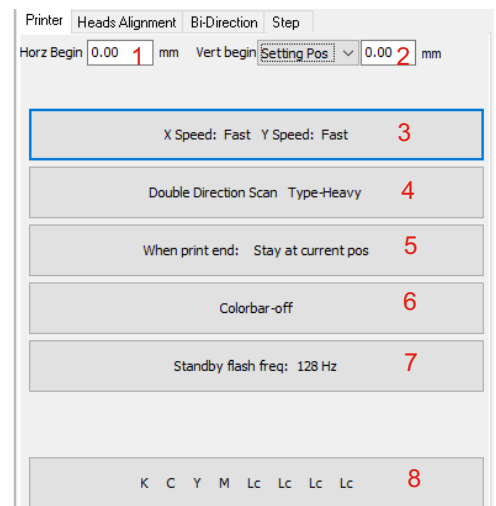 Printer Heads Alignment Bi-Direction Step
Horz Begin 0.00 1 mm Vert begin Setting Pos 0.00 2 mm
X Speed: Fast Y Speed: Fast 3
Double Direction Scan Type-Heavy 4
When print end: Stay at current pos 5
Colorbar-off 6
Standby flash freq: 128 Hz 7
K C Y M Lc Lc Lc Lc 8